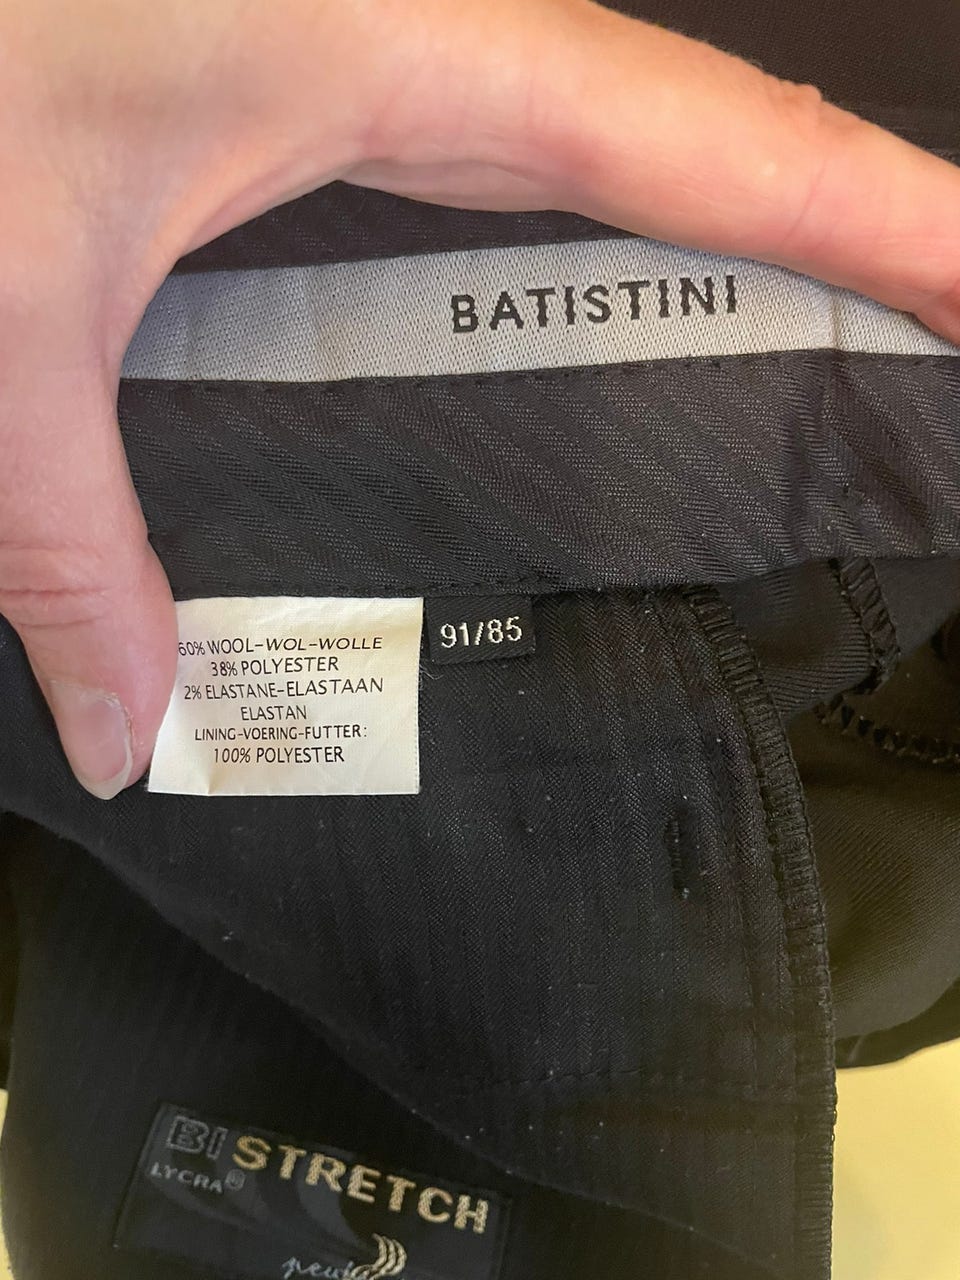 BATISTINI
60% WOOL-WOL-WOLLE
38% POLYESTER
2% ELASTANE-ELASTAAN
ELASTAN
LINING-VOERING-FUTTER:
100% POLYESTER
91/85
BI STRETCH
LYCRA®